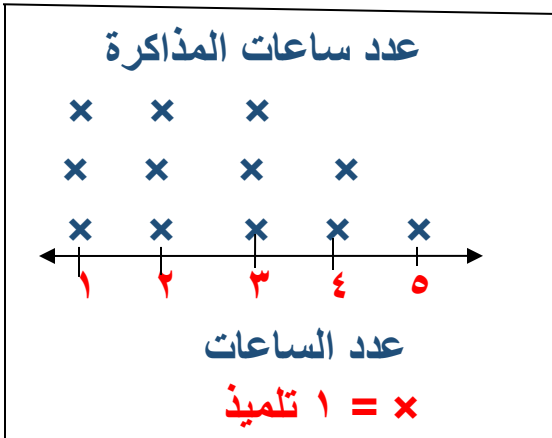 عدد ساعات المذاكرة
× × ×
× × × ×
× × × × ×
١ ٢ ٣ ٤ ٥
عدد الساعات
× = ١ تلميذ